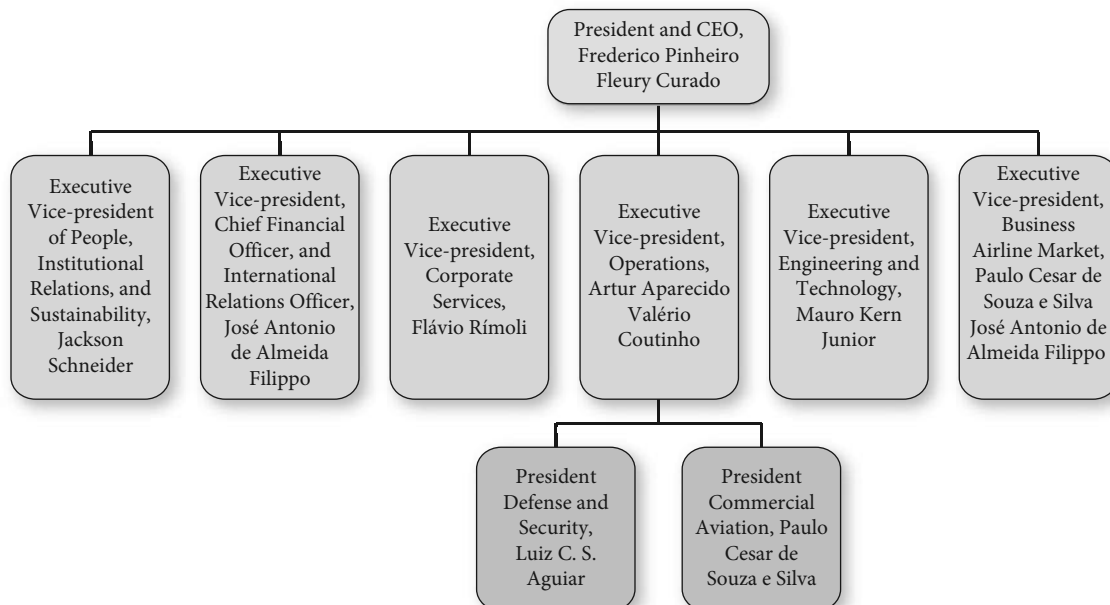 President and CEO,
Frederico Pinheiro
Fleury Curado
Executive
Vice-president
of People,
Institutional
Relations, and
Sustainability,
Jackson
Schneider
Executive
Vice-president,
Chief Financial
Officer, and
International
Relations Officer,
José Antonio
de Almeida
Filippo
Executive
Vice-president,
Corporate
Services,
Flávio Rímoli
Executive
Vice-president,
Operations,
Artur Aparecido
Valério
Coutinho
Executive
Vice-president,
Engineering and
Technology,
Mauro Kern
Junior
Executive
Vice-president,
Business
Airline Market,
Paulo Cesar de
Souza e Silva
José Antonio de
Almeida Filippo
President
Defense and
Security,
Luiz C. S.
Aguiar
President
Commercial
Aviation, Paulo
Cesar de
Souza e Silva